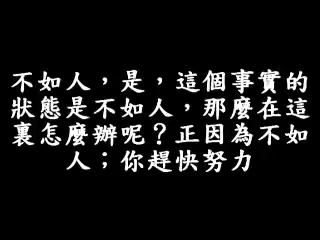 不如人，是，這個事實的
狀態是不如人，那麼在這
裏怎麼辦呢？正因為不如
人；你趕快努力